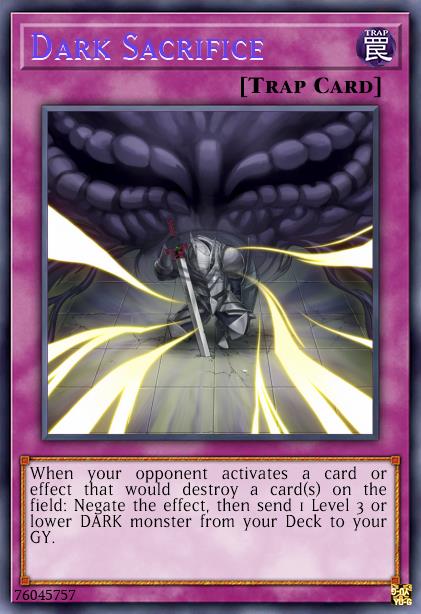 DARK SACRIFICE
TRAP
罠
[TRAP CARD]
When your opponent activates a card or
effect that would destroy a card(s) on the
field: Negate the effect, then send 1 Level 3 or
lower DARK monster from your Deck to your
GY.
76045757